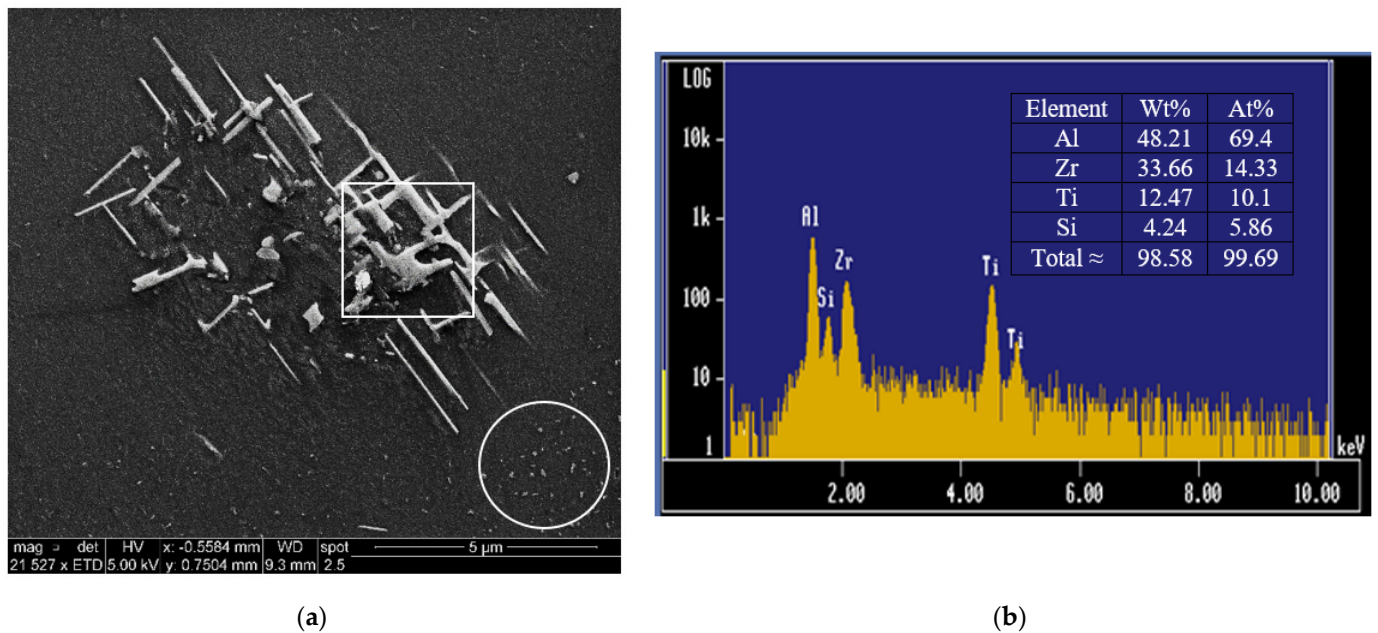 mag det HV x: -0.5584 mm WD spot 5 µm
21 527 x ETD 5.00 kV y: 0.7504 mm 9.3 mm 2.5
(a)
LOG
10k
1k
100
10
1
Al
Si
Zr
Ti
Ti
Element Wt% At%
Al 48.21 69.4
Zr 33.66 14.33
Ti 12.47 10.1
Si 4.24 5.86
Total ≈ 98.58 99.69
keV
2.00 4.00 6.00 8.00 10.00
(b)